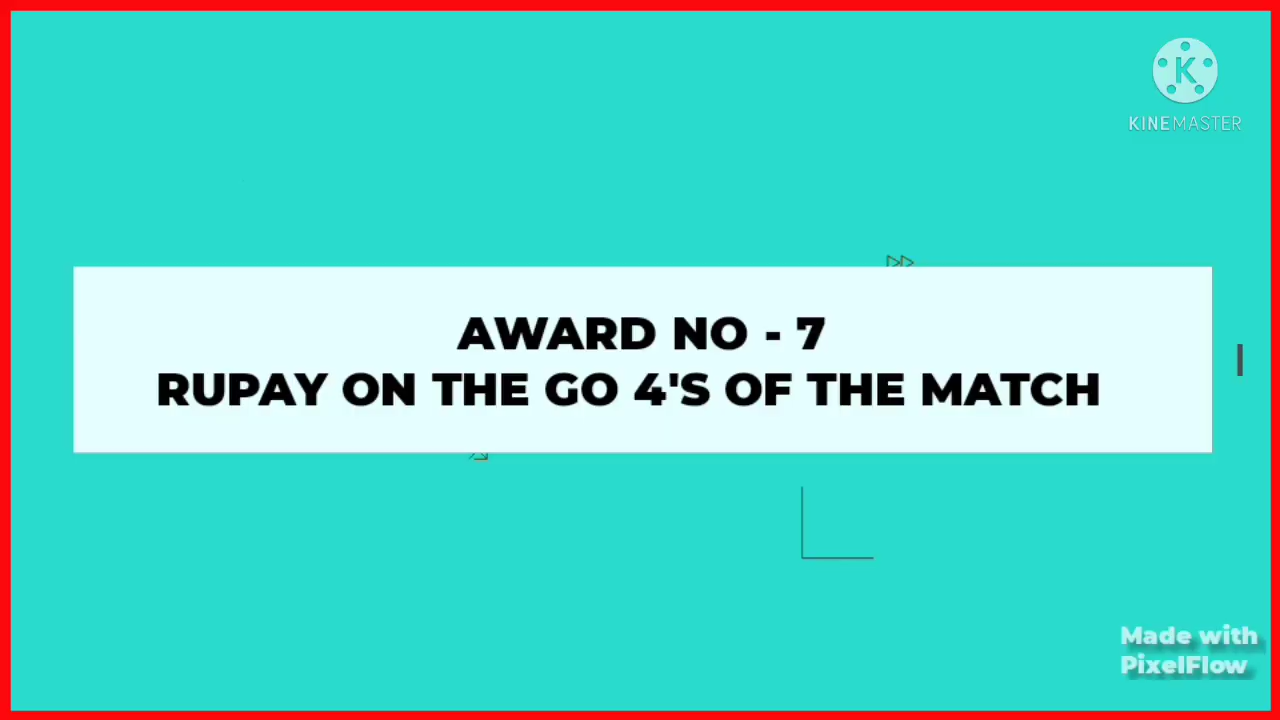 K
KINEMASTER
AWARD NO - 7
RUPAY ON THE GO 4'S OF THE MATCH
Made with
PixelFlow